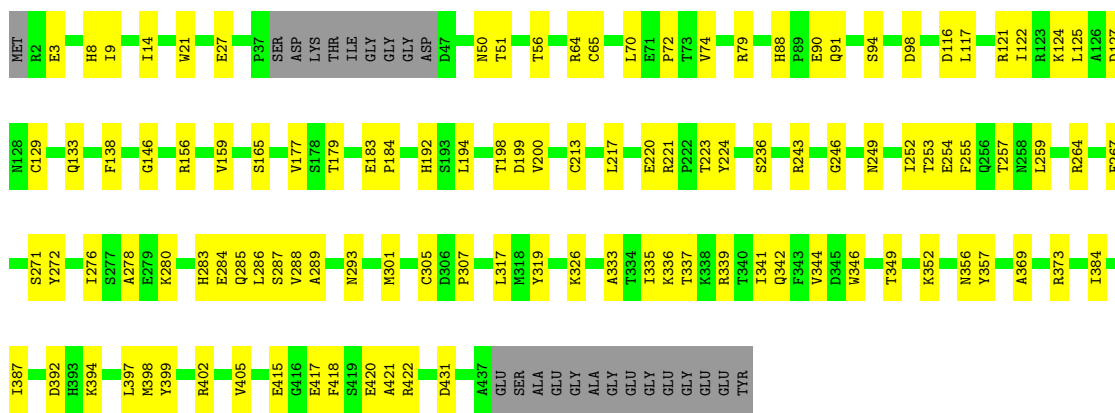 MET R2 E3 H8 I9 I14 W21 E27 P37 SER ASP LYS THR ILE GLY GLY GLY ASP D47 N50 T51 T56 R64 C65 L70 E71 P72 T73 V74 R79 H88 P89 E90 Q91 S94 D98 D116 L117 R121 I122 R123 K124 L125 A126 D127
N128 C129 Q133 F138 G146 R156 V159 S165 V177 S178 T179 E183 P184 H192 S193 L194 T198 D199 V200 C213 L217 E220 R221 P222 T223 Y224 S236 R243 G246 N249 I252 T253 E254 F255 Q256 T257 N258 L259 R264
S271 Y272 I276 S277 A278 E279 K280 H283 E284 Q285 L286 S287 V288 A289 N293 M301 C305 D306 P307 L317 M318 Y319 K326 A333 T334 I335 K336 T337 K338 R339 T340 I341 Q342 F343 V344 D345 W346 T349 K352 N356 Y357 A369 R373 I384
I387 D392 H393 K394 L397 M398 Y399 R402 V405 E415 G416 E417 F418 S419 E420 A421 R422 D431 A437 GLU SER ALA GLU GLY ALA GLY GLU GLY GLU GLY GLU GLU TYR